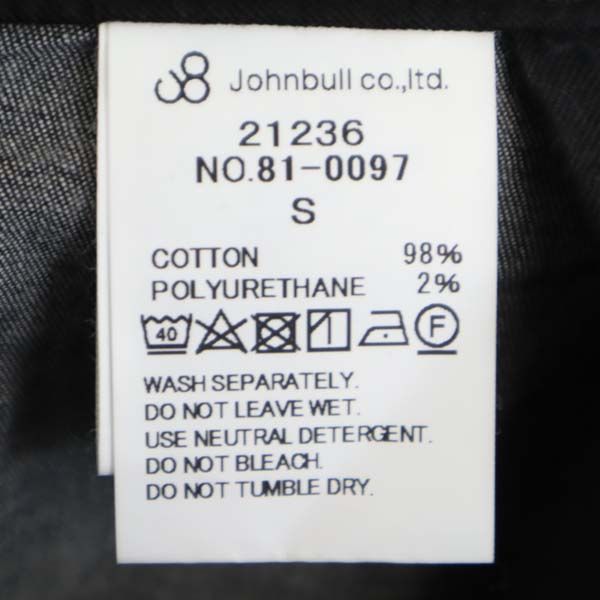 Johnbull co.,ltd.
21236
NO.81-0097
S
COTTON 98%
POLYURETHANE 2%
40 F
WASH SEPARATELY.
DO NOT LEAVE WET.
USE NEUTRAL DETERGENT.
DO NOT BLEACH.
DO NOT TUMBLE DRY.